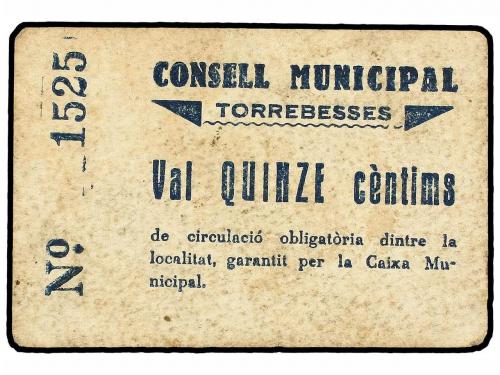 Nº. 1525
CONSELL MUNICIPAL
TORREBESSES
Val QUINZE cèntims
de circulació obligatòria dintre la
localitat, garantit per la Caixa Mu-
nicipal.